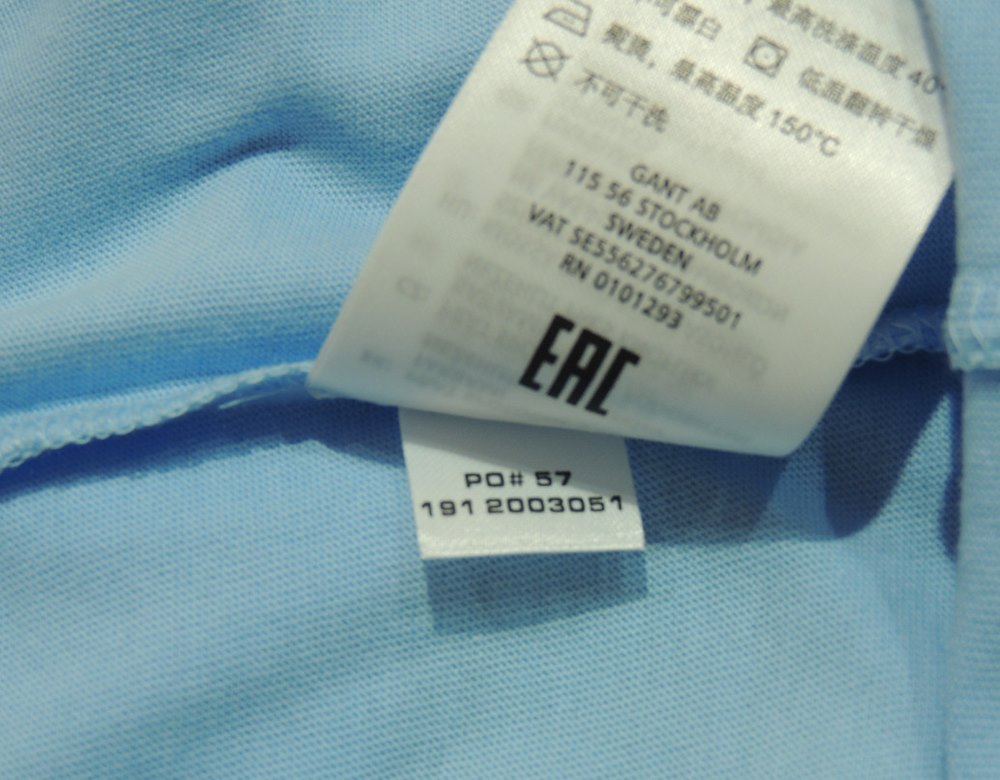 最高洗涤温度 40°
可漂白
低温翻转干燥
熨烫，最高温度 150℃
不可干洗
GANT AB
115 56 STOCKHOLM
SWEDEN
VAT SE556276799501
RN 0101293
EAC
PO# 57
191 2003051